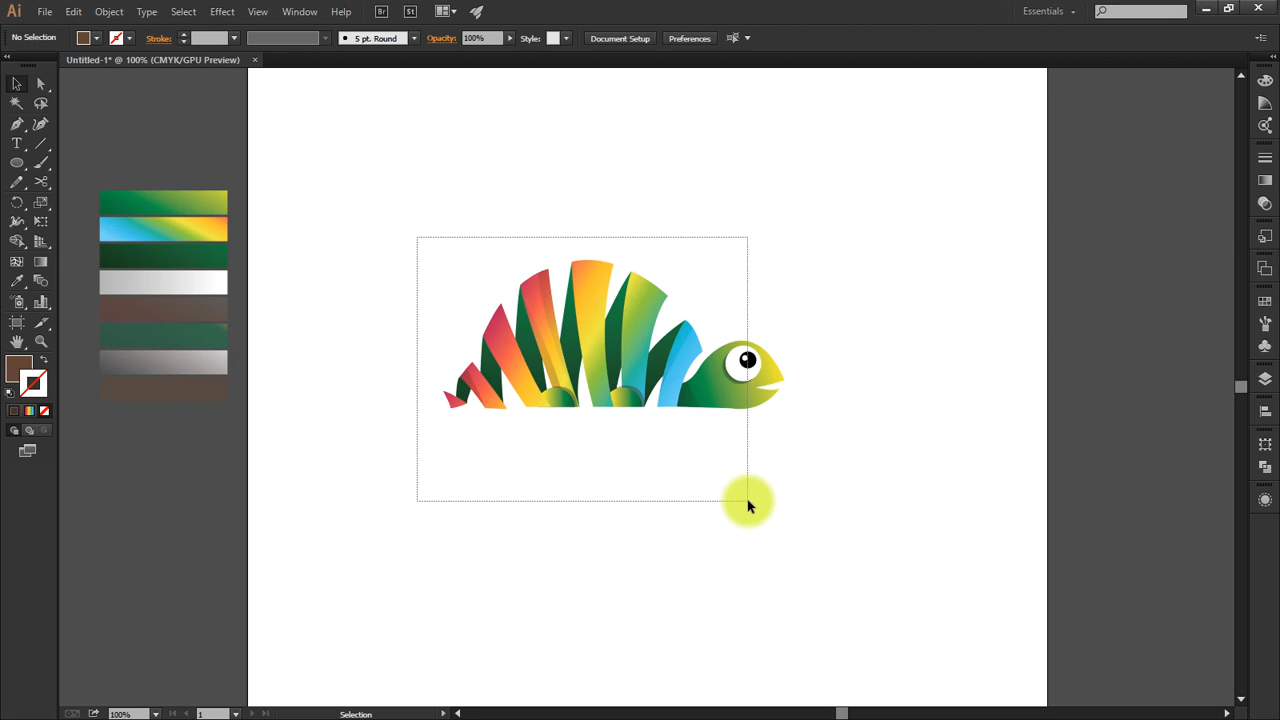 Ai File Edit Object Type Select Effect View Window Help Br St Essentials
No Selection Stroke: 5 pt. Round Opacity: 100% Style: Document Setup Preferences
Untitled-1* @ 100% (CMYK/GPU Preview) ×
T
100% 1 Selection